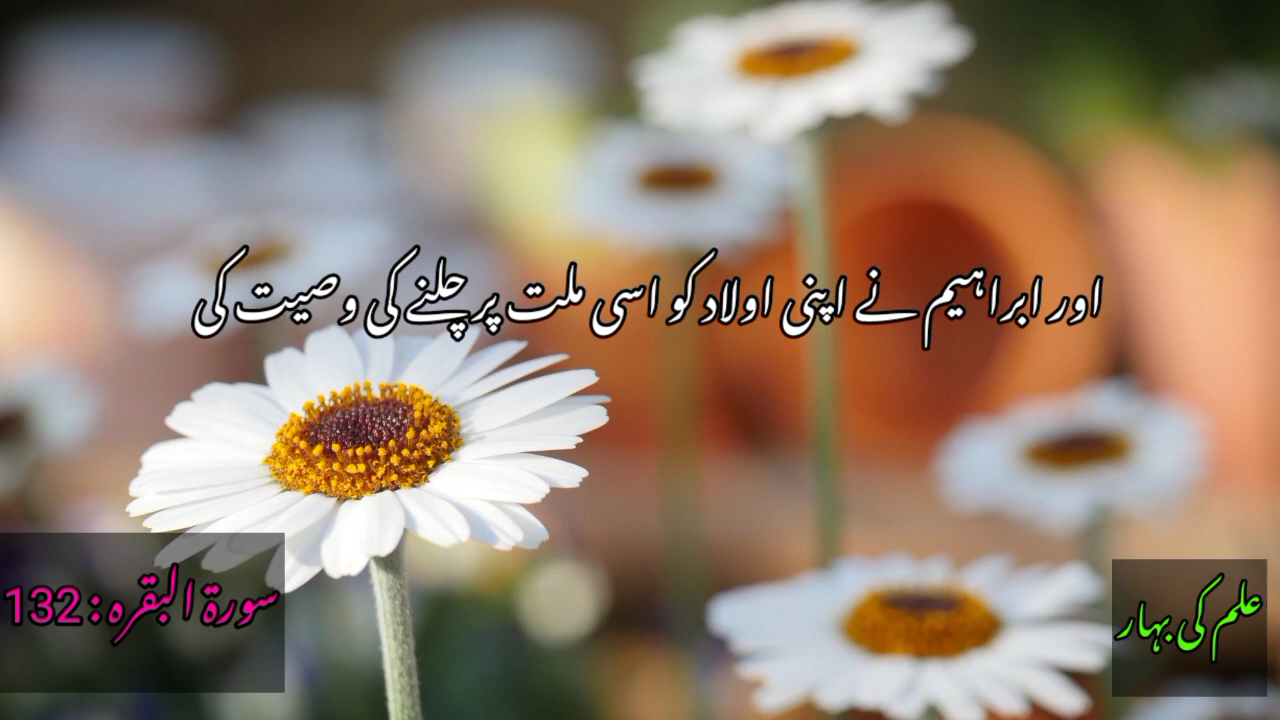 اور ابراہیم نے اپنی اولاد کو اسی ملت پر چلنے کی وصیت کی
سورۃ البقرہ: 132
علم کی بہار